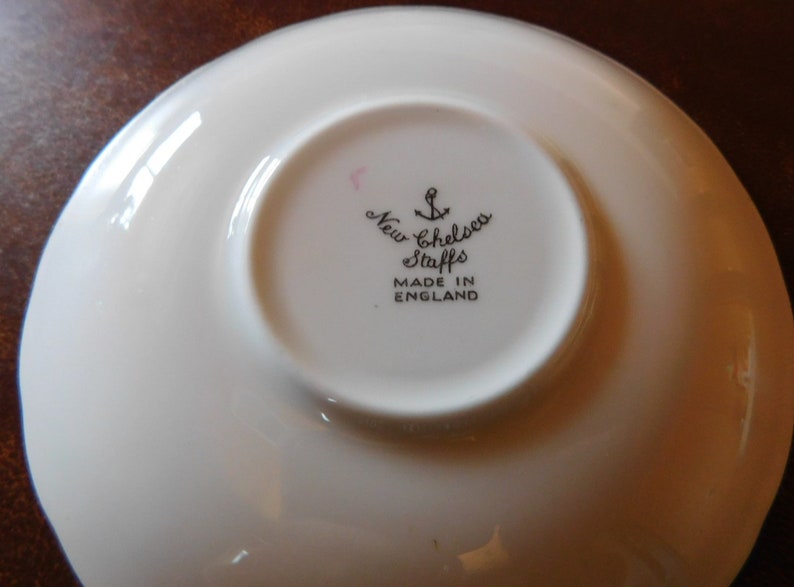 New Chelsea
Staffs
MADE IN
ENGLAND